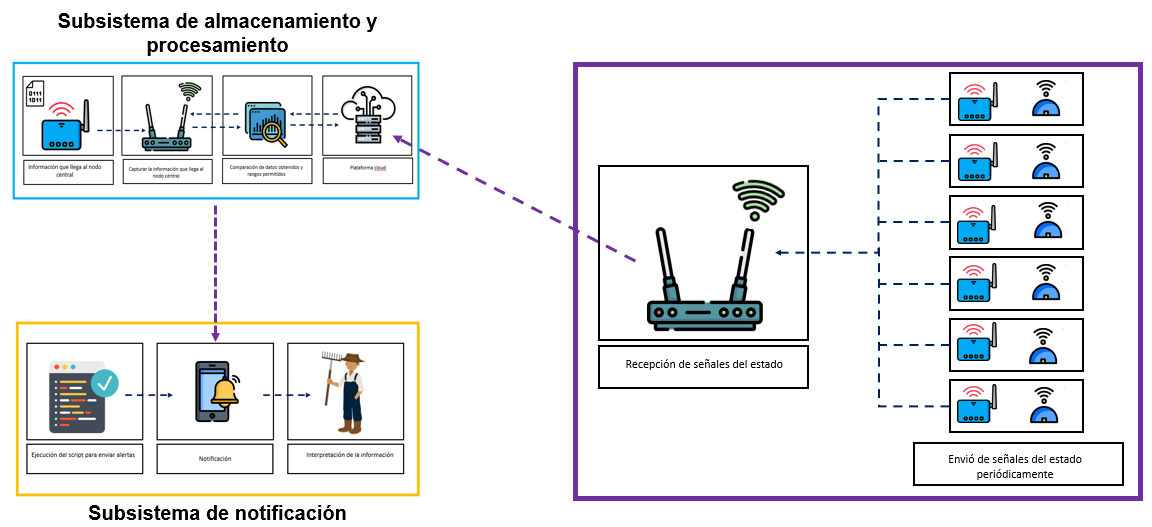 Subsistema de almacenamiento y
procesamiento
0111
1011
Información que llega al nodo
central
Capturar la información que llega al
nodo central
Comparación de datos obtenidos y
rangos permitidos
Plataforma cloud
Recepción de señales del estado
Envió de señales del estado
periódicamente
Ejecución del script para enviar alertas
Notificación
Interpretación de la información
Subsistema de notificación